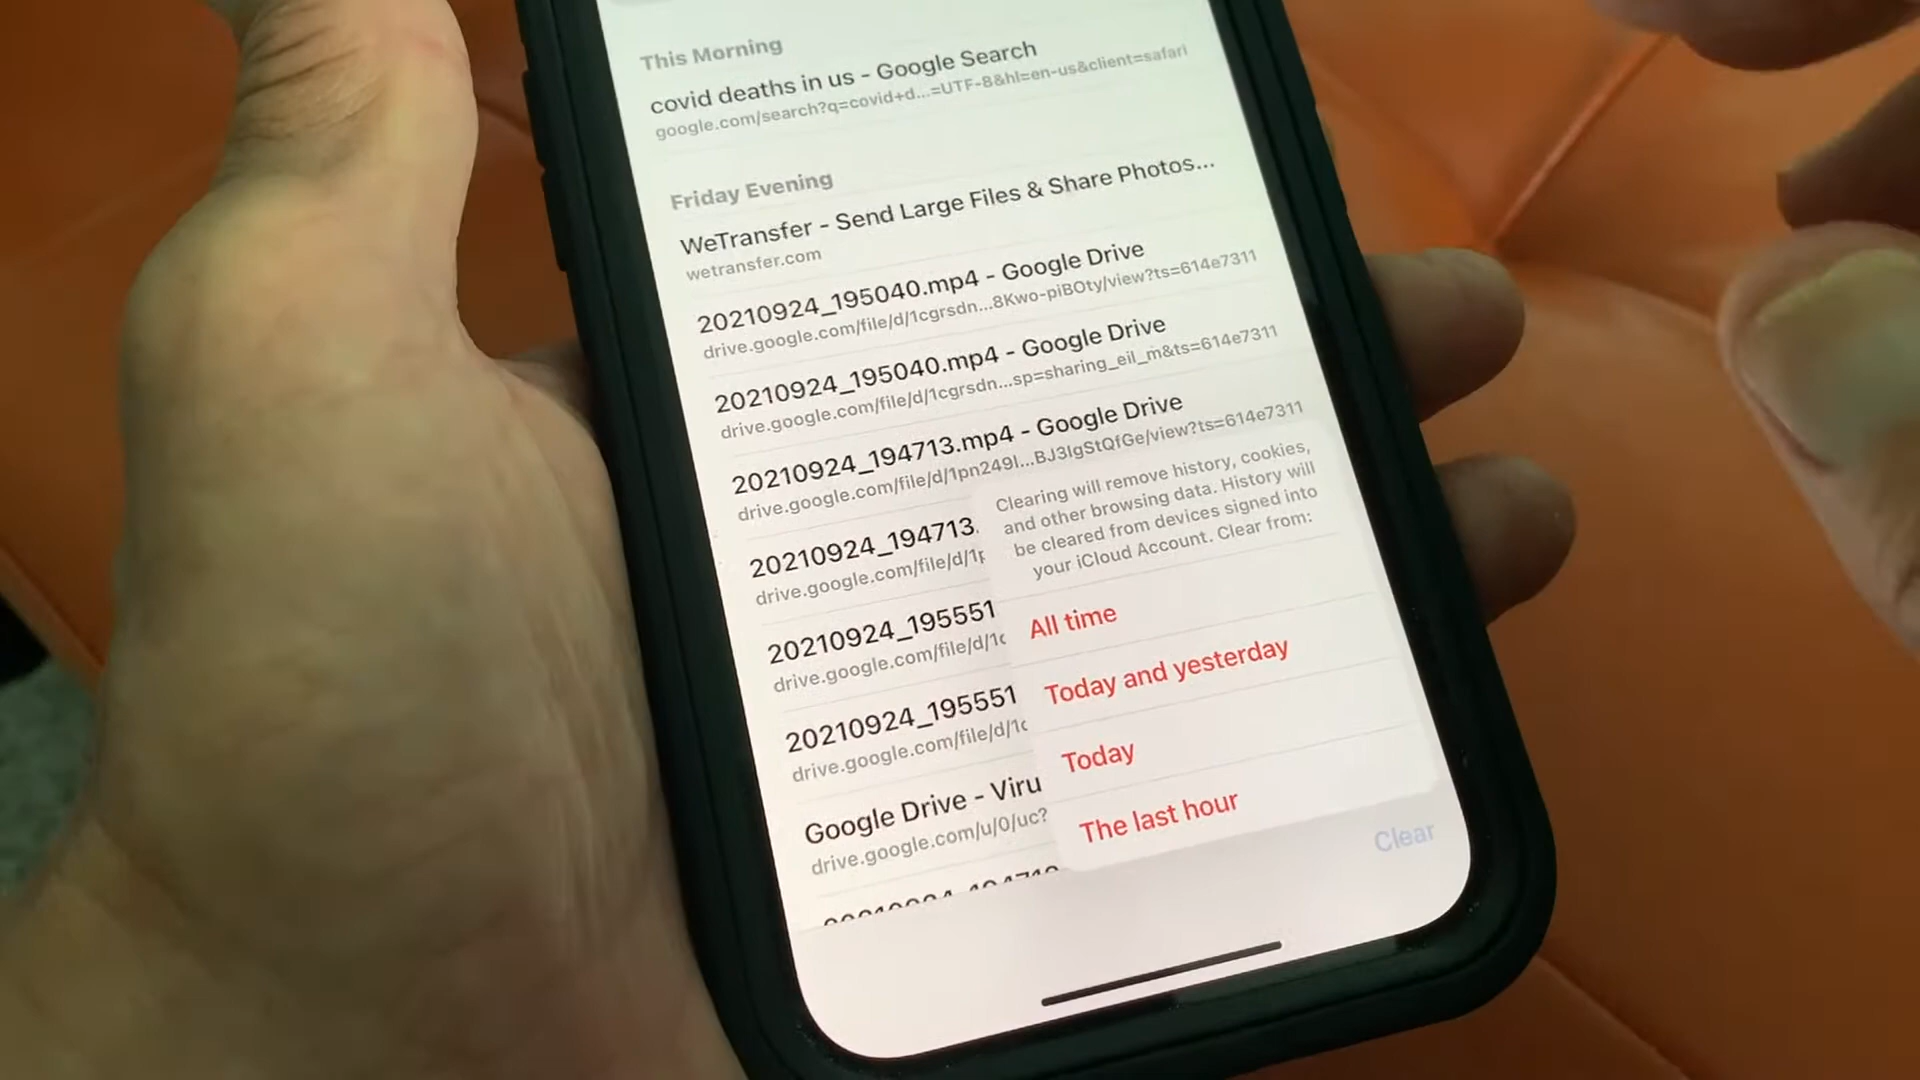 This Morning
covid deaths in us - Google Search
google.com/search?q=covid+d...=UTF-8&hl=en-us&client=safari
Friday Evening
WeTransfer - Send Large Files & Share Photos...
wetransfer.com
20210924_195040.mp4 - Google Drive
drive.google.com/file/d/1cgrsdn...8Kwo-piBOty/view?ts=614e7311
20210924_195040.mp4 - Google Drive
drive.google.com/file/d/1cgrsdn...sp=sharing_eil_m&ts=614e7311
20210924_194713.mp4 - Google Drive
drive.google.com/file/d/1pn249l...BJ3IgStQfGe/view?ts=614e7311
20210924_194713.
drive.google.com/file/d/1p
20210924_195551
drive.google.com/file/d/1c
20210924_195551
drive.google.com/file/d/1c
Google Drive - Viru
drive.google.com/u/0/uc?
Clearing will remove history, cookies,
and other browsing data. History will
be cleared from devices signed into
your iCloud Account. Clear from:
All time
Today and yesterday
Today
The last hour
Clear